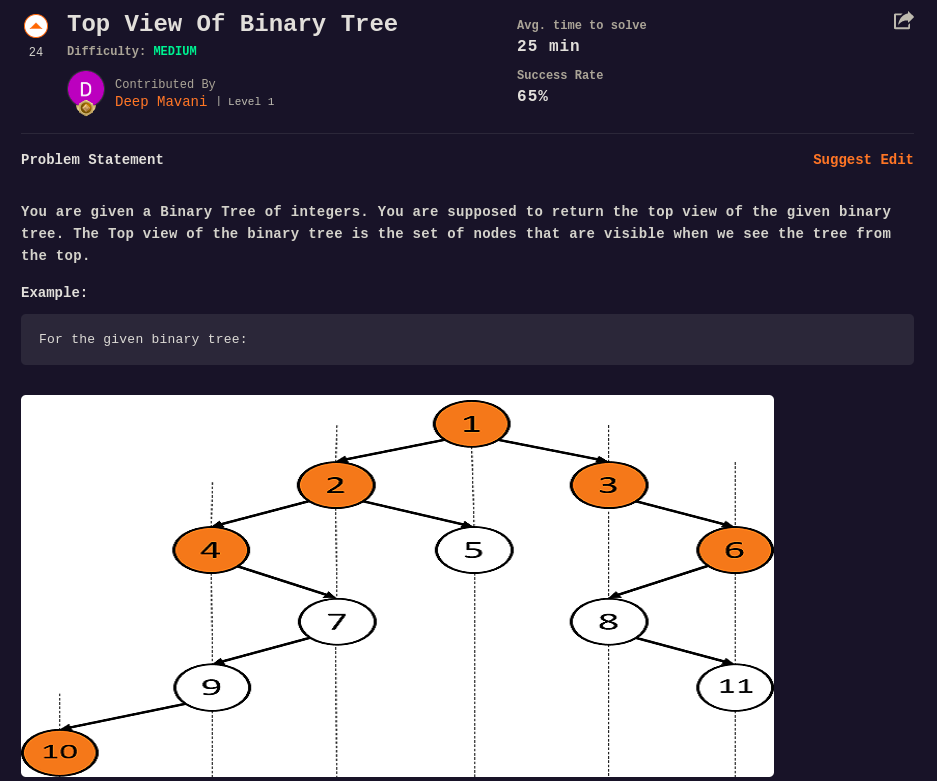 Top View Of Binary Tree
24
Difficulty: MEDIUM
D
Contributed By
Deep Mavani | Level 1
Avg. time to solve
25 min
Success Rate
65%
Problem Statement
Suggest Edit
You are given a Binary Tree of integers. You are supposed to return the top view of the given binary
tree. The Top view of the binary tree is the set of nodes that are visible when we see the tree from
the top.
Example:
For the given binary tree:
1
2
3
4
5
6
7
8
9
11
10